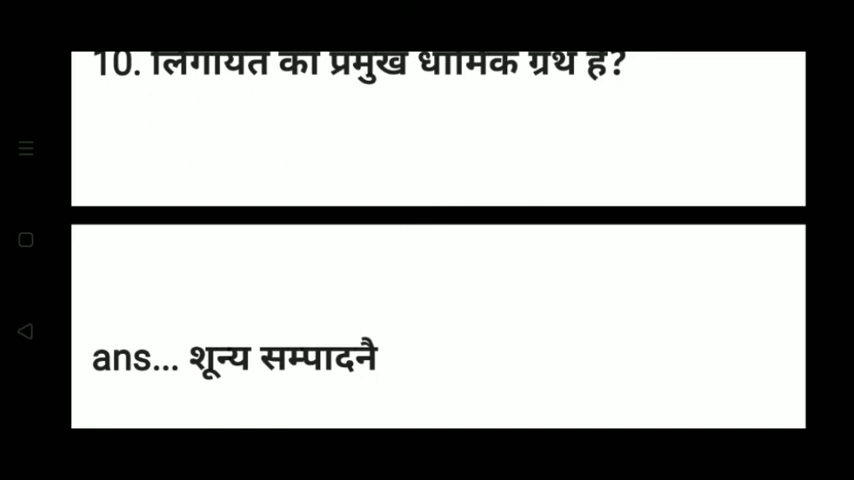 10. लिंगायत का प्रमुख धार्मिक ग्रंथ है?
ans... शून्य सम्पादनै